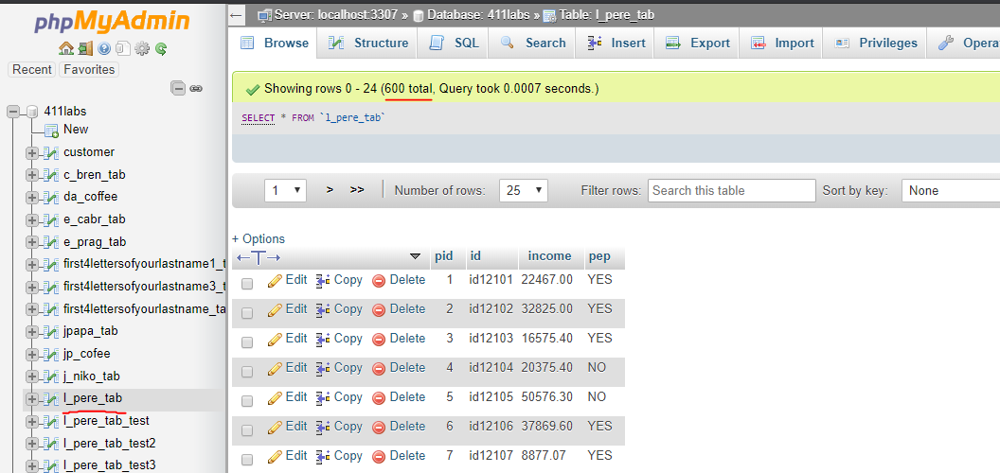 phpMyAdmin
Recent Favorites
411labs
New
customer
c_bren_tab
da_coffee
e_cabr_tab
e_prag_tab
first4lettersofyourlastname1_t
first4lettersofyourlastname3_t
first4lettersofyourlastname_ta
jpapa_tab
jp_cofee
j_niko_tab
l_pere_tab
l_pere_tab_test
l_pere_tab_test2
l_pere_tab_test3
Server: localhost:3307 » Database: 411labs » Table: l_pere_tab
Browse Structure SQL Search Insert Export Import Privileges Opera
Showing rows 0 - 24 (600 total, Query took 0.0007 seconds.)
SELECT * FROM `l_pere_tab`
1 > >> Number of rows: 25 Filter rows: Search this table Sort by key: None
+ Options
←T→ pid id income pep
Edit Copy Delete 1 id12101 22467.00 YES
Edit Copy Delete 2 id12102 32825.00 YES
Edit Copy Delete 3 id12103 16575.40 YES
Edit Copy Delete 4 id12104 20375.40 NO
Edit Copy Delete 5 id12105 50576.30 NO
Edit Copy Delete 6 id12106 37869.60 YES
Edit Copy Delete 7 id12107 8877.07 YES